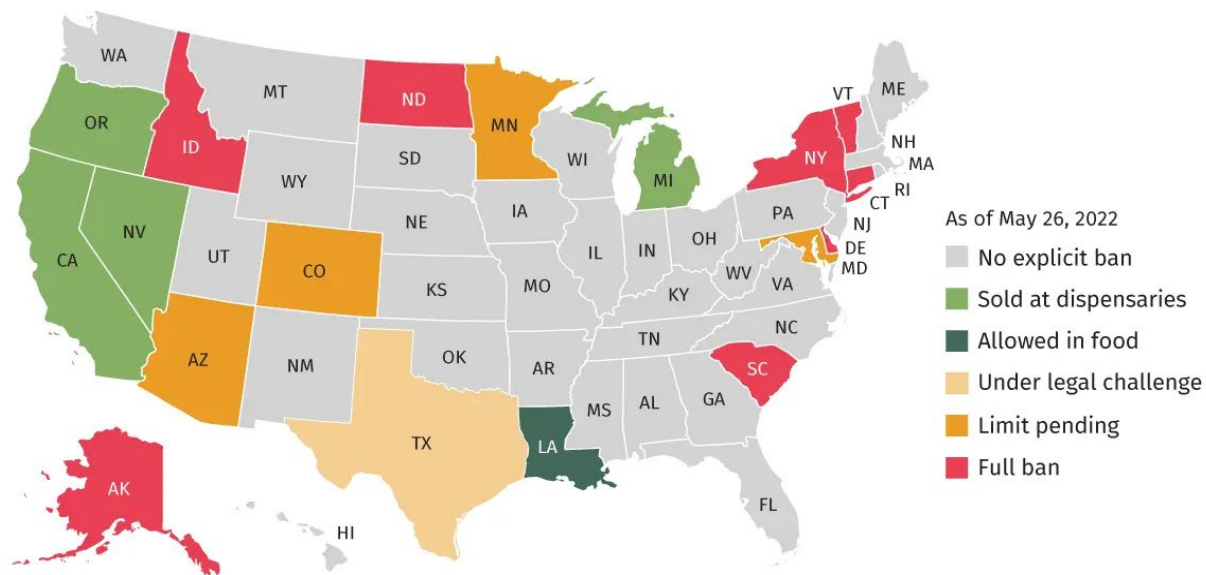 WA
MT
ND
MN
VT
ME
OR
ID
SD
WI
NY
NH
MA
WY
MI
RI
CT
NV
NE
IA
PA
NJ
CA
UT
CO
IL
IN
OH
DE
MD
WV
VA
KS
MO
KY
AZ
NM
OK
AR
TN
NC
SC
TX
LA
MS
AL
GA
AK
HI
FL
As of May 26, 2022
No explicit ban
Sold at dispensaries
Allowed in food
Under legal challenge
Limit pending
Full ban